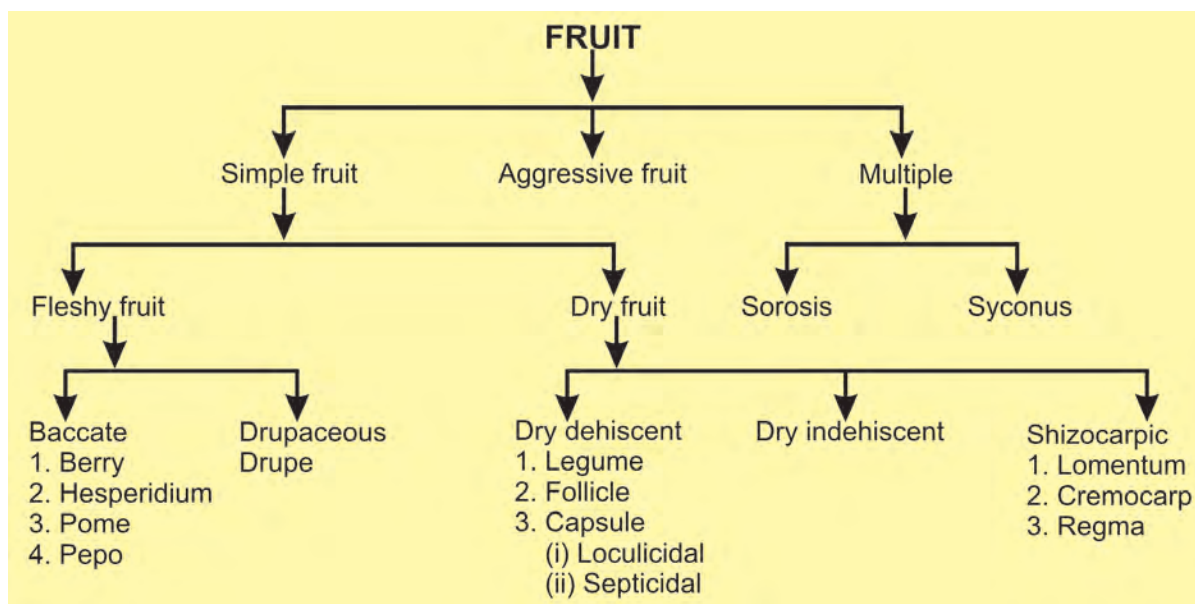 FRUIT
Simple fruit
Aggressive fruit
Multiple
Fleshy fruit
Dry fruit
Sorosis
Syconus
Baccate
1. Berry
2. Hesperidium
3. Pome
4. Pepo
Drupaceous
Drupe
Dry dehiscent
1. Legume
2. Follicle
3. Capsule
(i) Loculicidal
(ii) Septicidal
Dry indehiscent
Shizocarpic
1. Lomentum
2. Cremocarp
3. Regma